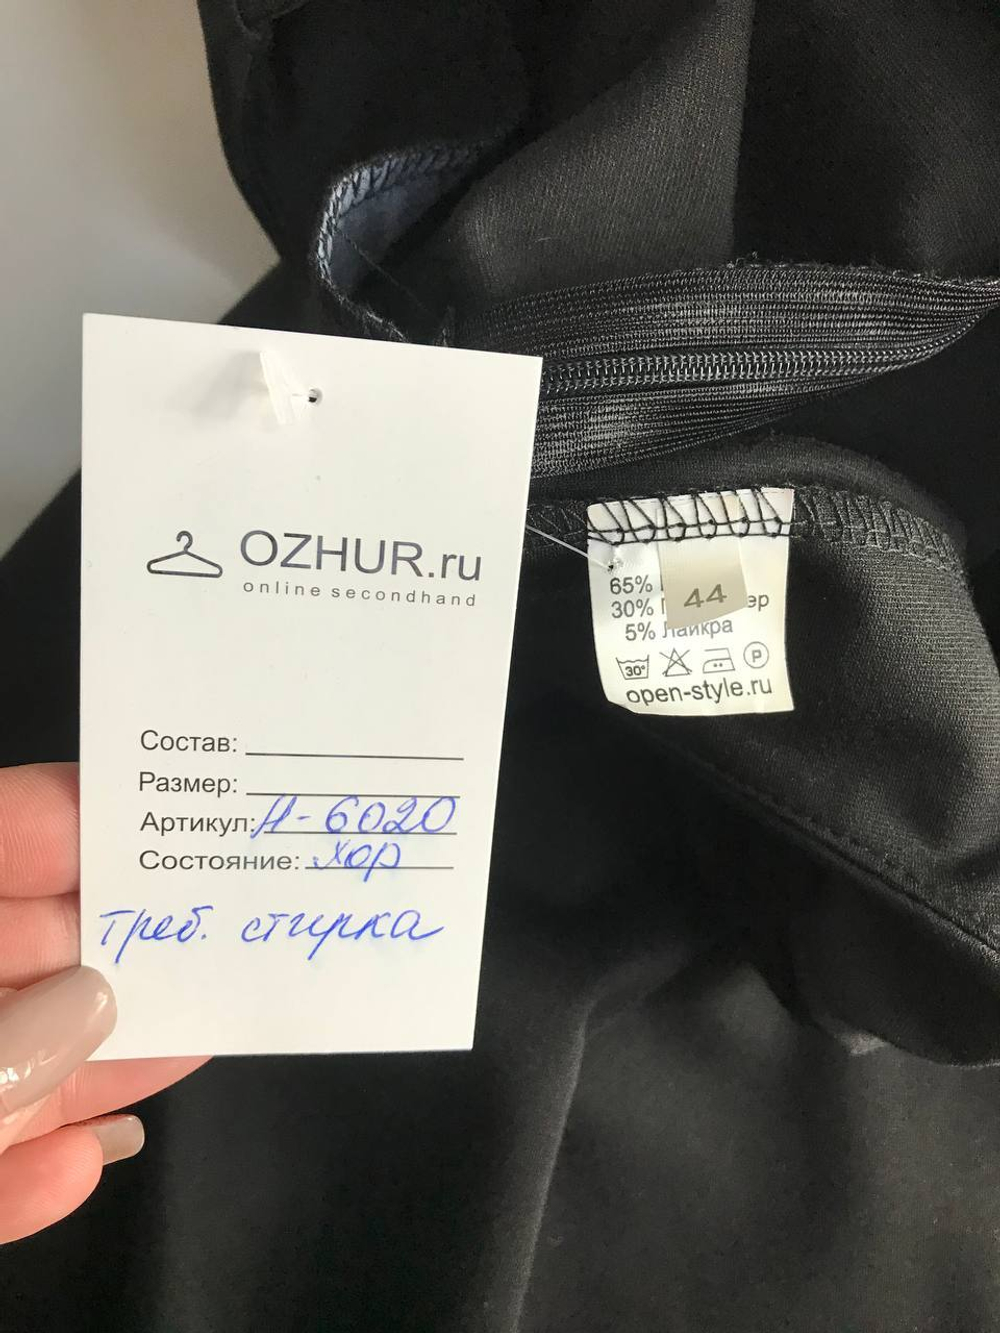 OZHUR.ru
online secondhand
Состав:
Размер:
Артикул: А-6020
Состояние: хор
треб. стирка
65%
44
30%
5% Лайкра
30°
P
open-style.ru